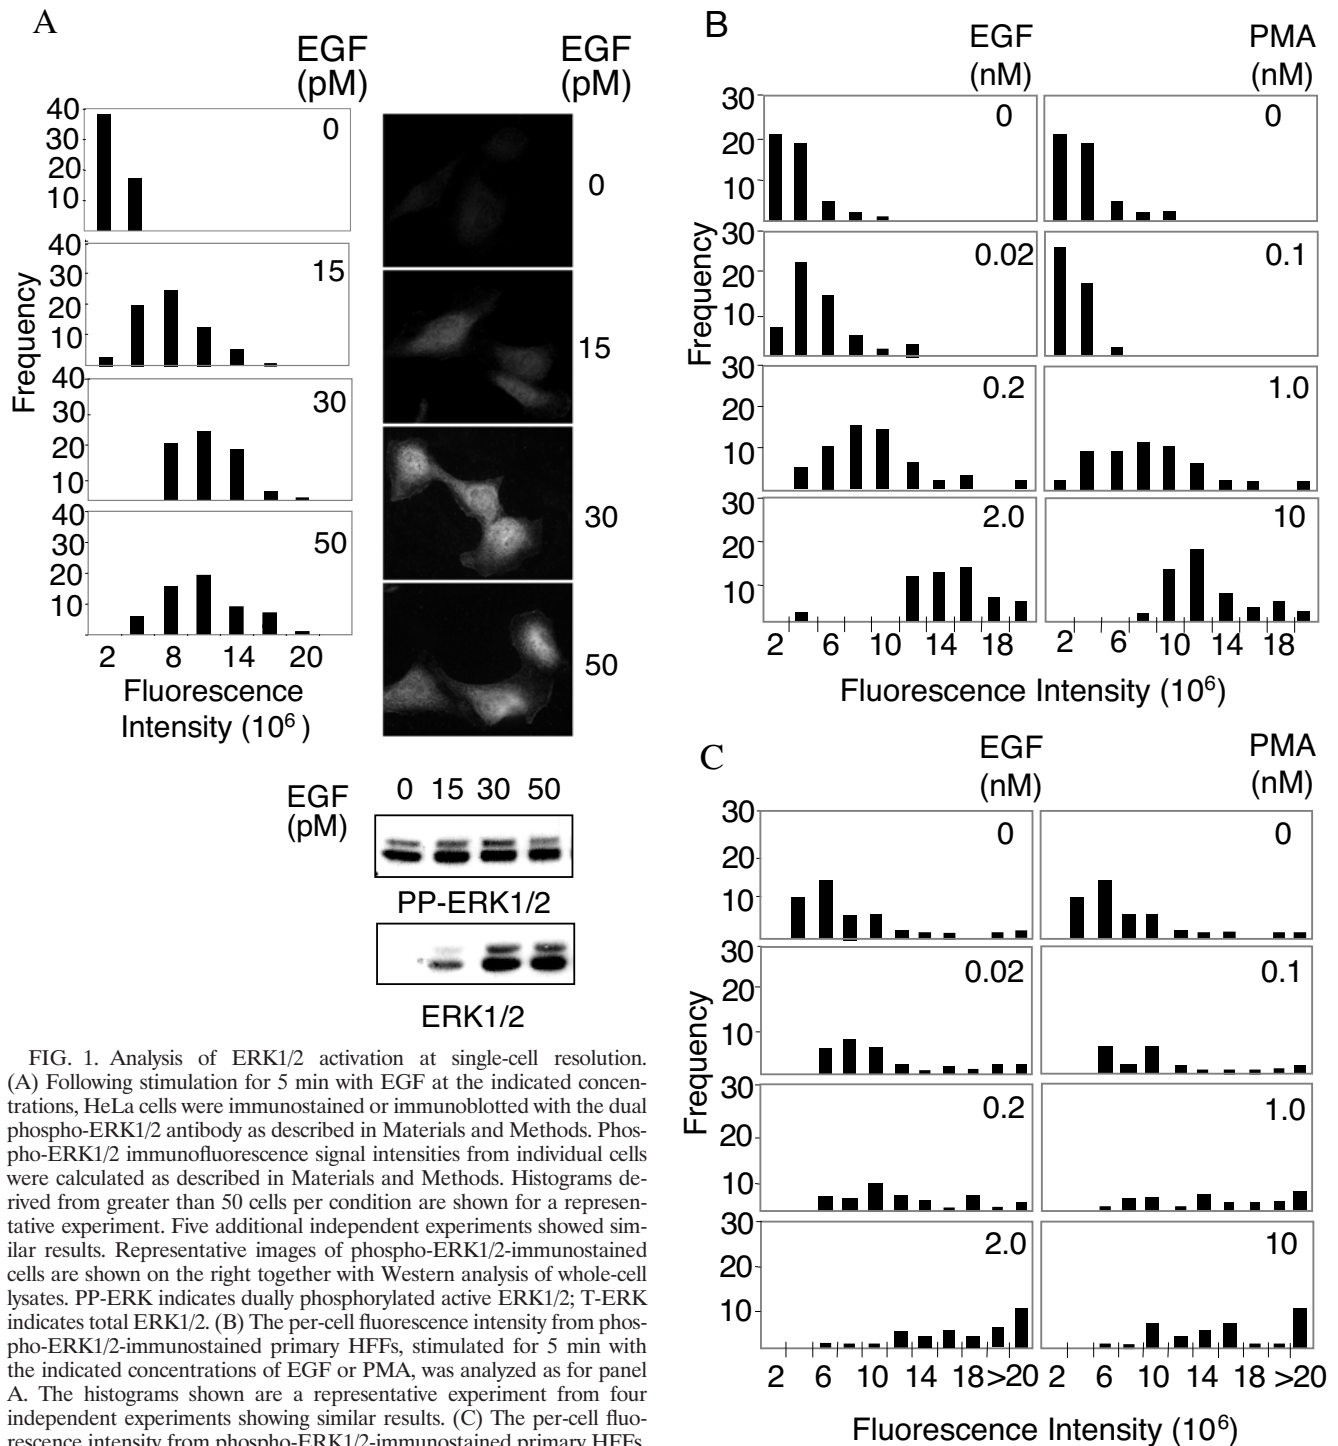 A
EGF
(pM)
EGF
(pM)
40
30
20
10
0
0
40
30
20
10
15
15
Frequency
40
30
20
10
30
30
40
30
20
10
50
50
2 8 14 20
Fluorescence
Intensity (10⁶ )
EGF
(pM)
0 15 30 50
PP-ERK1/2
ERK1/2
B
EGF
(nM)
PMA
(nM)
30
20
10
0
0
30
20
10
0.02
0.1
Frequency
30
20
10
0.2
1.0
30
20
10
2.0
10
2 6 10 14 18
2 6 10 14 18
Fluorescence Intensity (10⁶)
C
EGF
(nM)
PMA
(nM)
30
20
10
0
0
30
20
10
0.02
0.1
Frequency
30
20
10
0.2
1.0
30
20
10
2.0
10
2 6 10 14 18 >20
2 6 10 14 18 >20
Fluorescence Intensity (10⁶)
FIG. 1. Analysis of ERK1/2 activation at single-cell resolution.
(A) Following stimulation for 5 min with EGF at the indicated concen-
trations, HeLa cells were immunostained or immunoblotted with the dual
phospho-ERK1/2 antibody as described in Materials and Methods. Phos-
pho-ERK1/2 immunofluorescence signal intensities from individual cells
were calculated as described in Materials and Methods. Histograms de-
rived from greater than 50 cells per condition are shown for a represen-
tative experiment. Five additional independent experiments showed sim-
ilar results. Representative images of phospho-ERK1/2-immunostained
cells are shown on the right together with Western analysis of whole-cell
lysates. PP-ERK indicates dually phosphorylated active ERK1/2; T-ERK
indicates total ERK1/2. (B) The per-cell fluorescence intensity from phos-
pho-ERK1/2-immunostained primary HFFs, stimulated for 5 min with
the indicated concentrations of EGF or PMA, was analyzed as for panel
A. The histograms shown are a representative experiment from four
independent experiments showing similar results. (C) The per-cell fluo-
rescence intensity from phospho-ERK1/2-immunostained primary HFFs,